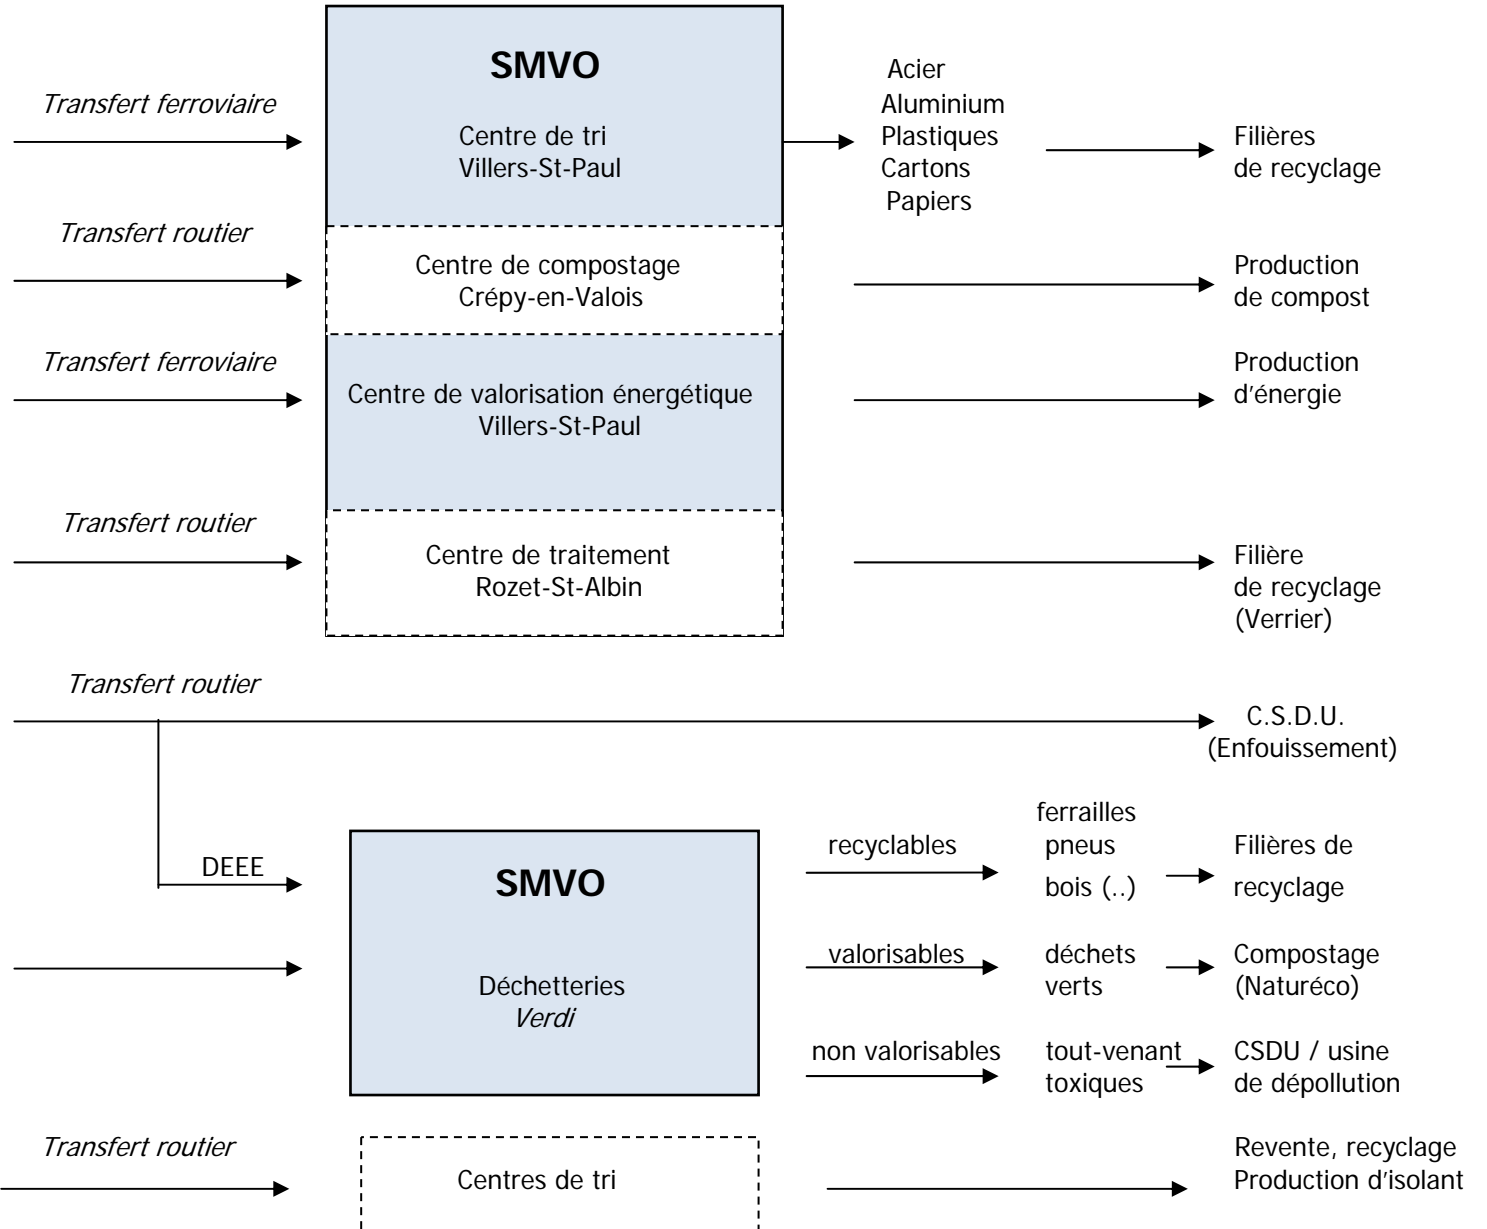 SMVO
Transfert ferroviaire
Centre de tri
Villers-St-Paul
Acier
Aluminium
Plastiques
Cartons
Papiers
Filières
de recyclage
Transfert routier
Centre de compostage
Crépy-en-Valois
Production
de compost
Transfert ferroviaire
Centre de valorisation énergétique
Villers-St-Paul
Production
d’énergie
Transfert routier
Centre de traitement
Rozet-St-Albin
Filière
de recyclage
(Verrier)
Transfert routier
C.S.D.U.
(Enfouissement)
DEEE
SMVO
Déchetteries
Verdi
recyclables
ferrailles
pneus
bois (..)
Filières de
recyclage
valorisables
déchets
verts
Compostage
(Naturéco)
non valorisables
tout-venant
toxiques
CSDU / usine
de dépollution
Transfert routier
Centres de tri
Revente, recyclage
Production d’isolant